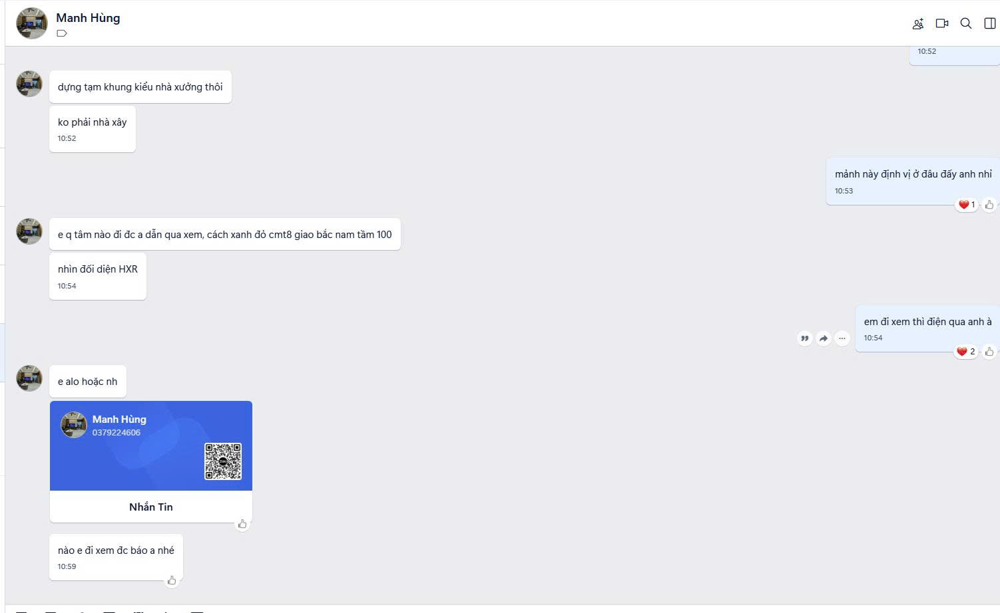 Manh Hùng
10:52
dựng tạm khung kiểu nhà xưởng thôi
ko phải nhà xây
10:52
mảnh này định vị ở đâu đấy anh nhỉ
10:53
1
e q tâm nào đi đc a dẫn qua xem, cách xanh đỏ cmt8 giao bắc nam tầm 100
nhìn đối diện HXR
10:54
em đi xem thì điện qua anh à
10:54
2
e alo hoặc nh
Manh Hùng
0379224606
Zalo
Nhắn Tin
nào e đi xem đc báo a nhé
10:59